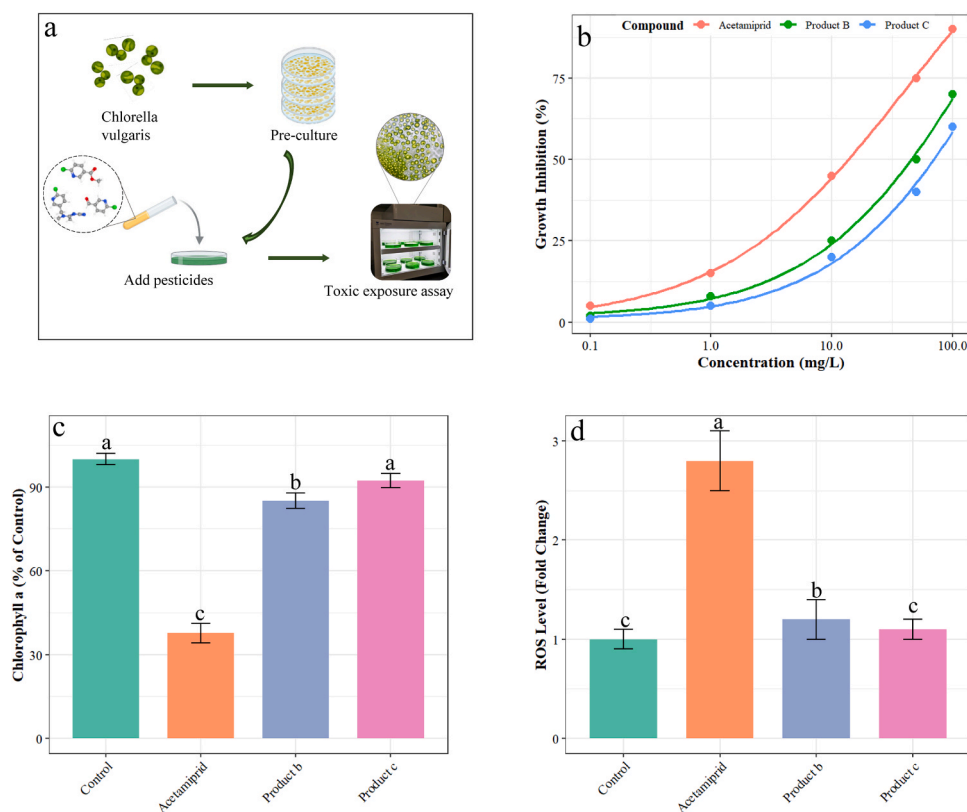 a
Chlorella
vulgaris
Pre-culture
Add pesticides
Toxic exposure assay
b
Compound Acetamiprid Product B Product C
Growth Inhibition (%)
75
50
25
0
0.1 1.0 10.0 100.0
Concentration (mg/L)
c
Chlorophyll a (% of Control)
90
60
30
0
a
c
b
a
Control Acetamiprid Product b Product c
d
ROS Level (Fold Change)
3
2
1
0
c
a
b
c
Control Acetamiprid Product b Product c